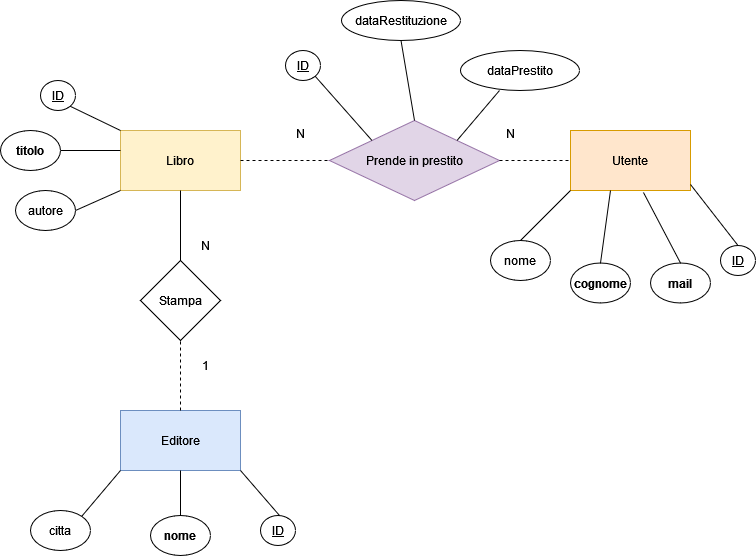 dataRestituzione
ID
dataPrestito
ID
titolo
autore
Libro
N
Prende in prestito
N
Utente
nome
cognome
mail
ID
N
Stampa
1
Editore
citta
nome
ID